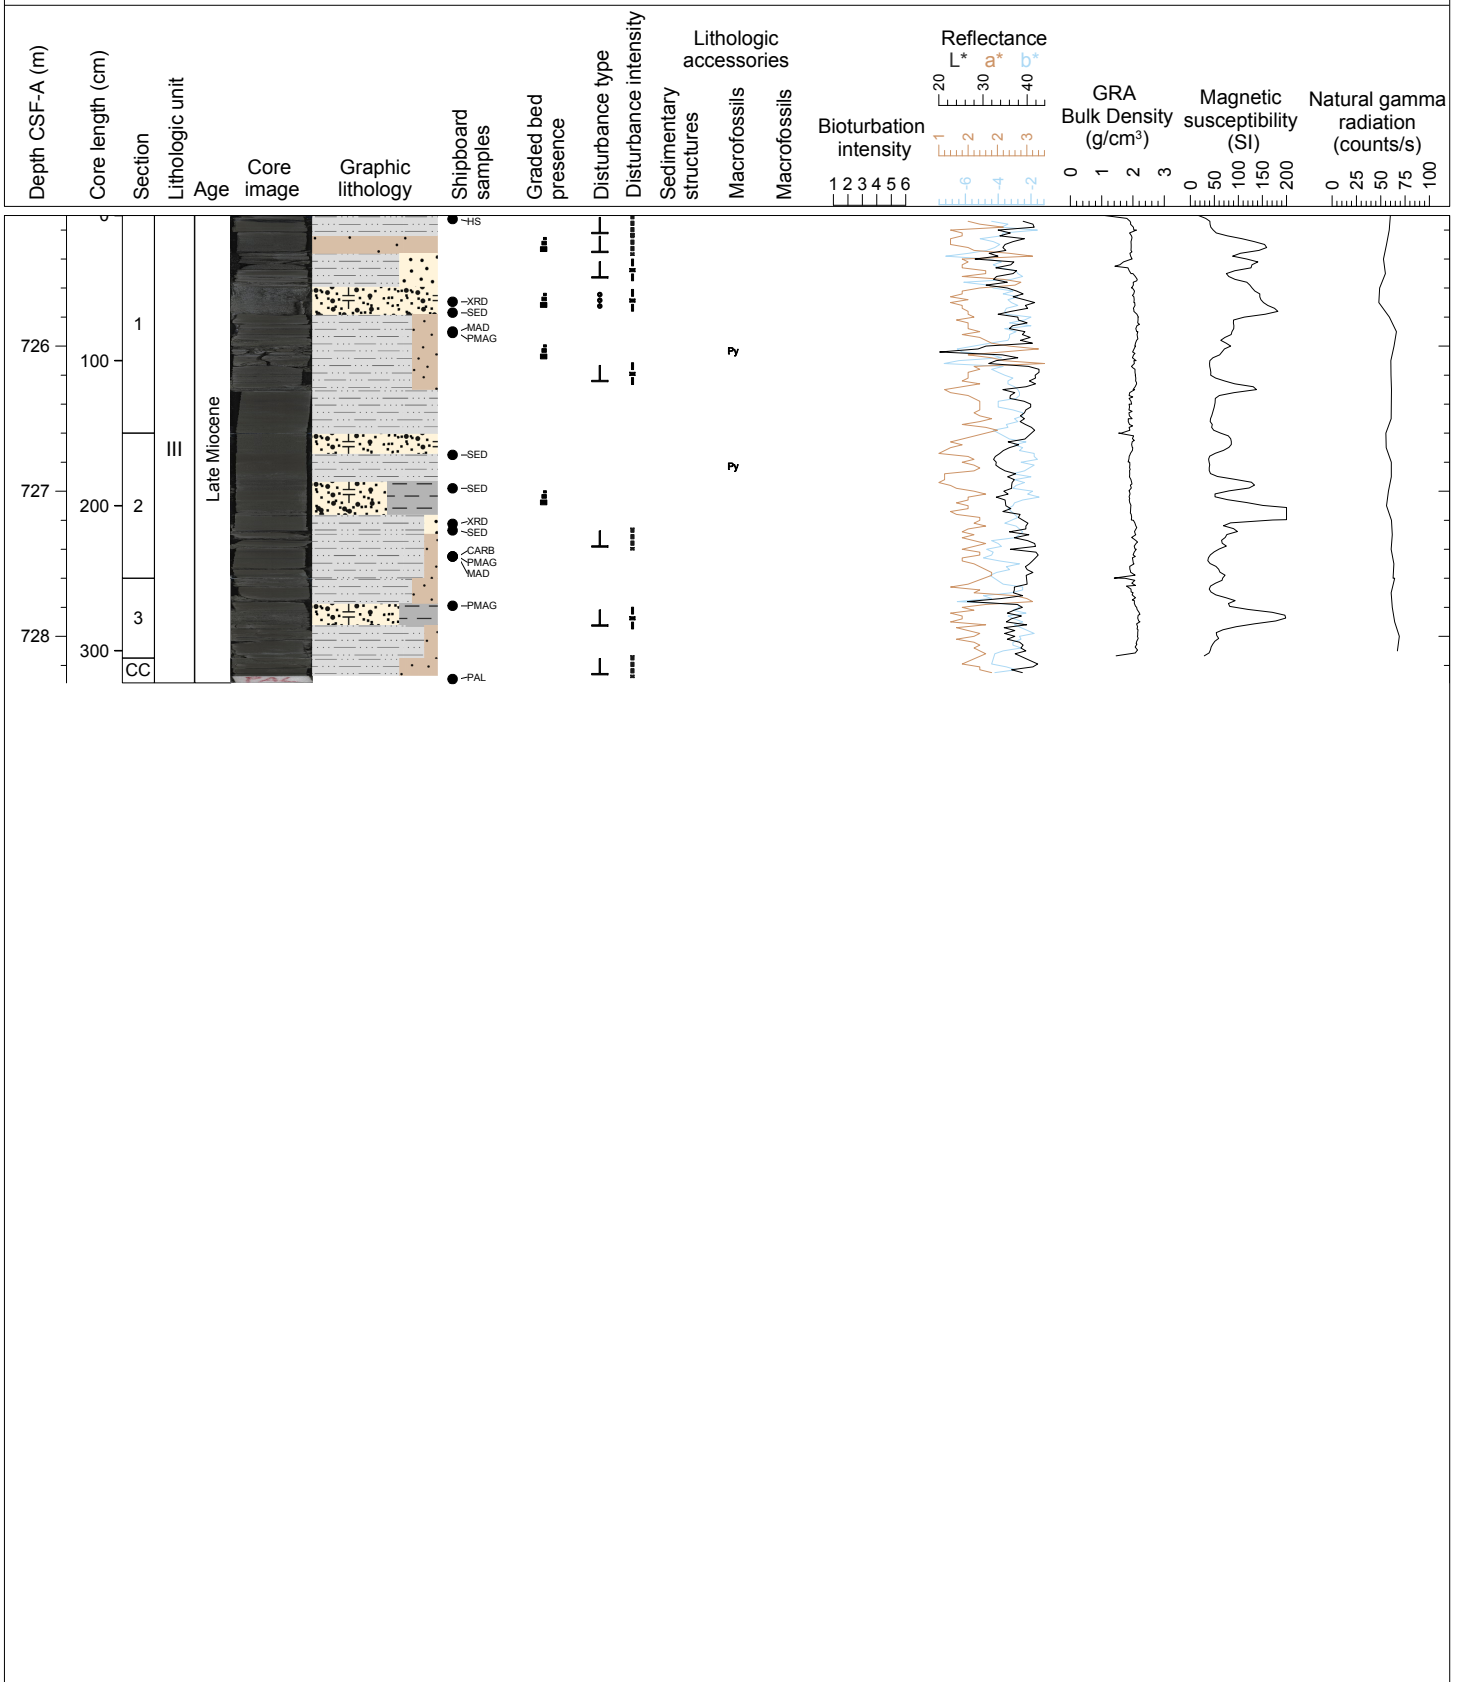 Depth CSF-A (m)
Core length (cm)
Section
Lithologic unit
Age
Core
image
Graphic
lithology
Shipboard
samples
Graded bed
presence
Disturbance type
Disturbance intensity
Lithologic
accessories
Sedimentary
structures
Macrofossils
Macrofossils
Bioturbation
intensity
1 2 3 4 5 6
Reflectance
L* a* b*
20 30 40
1 2 2 3
-6 -4 -2
GRA
Bulk Density
(g/cm³)
0 1 2 3
Magnetic
susceptibility
(SI)
0 50 100 150 200
Natural gamma
radiation
(counts/s)
0 25 50 75 100
0
HS
XRD
SED
1
MAD
PMAG
726
100
Py
Late Miocene
III
SED
Py
727
200
2
SED
XRD
SED
CARB
PMAG
MAD
PMAG
3
728
300
CC
PAL